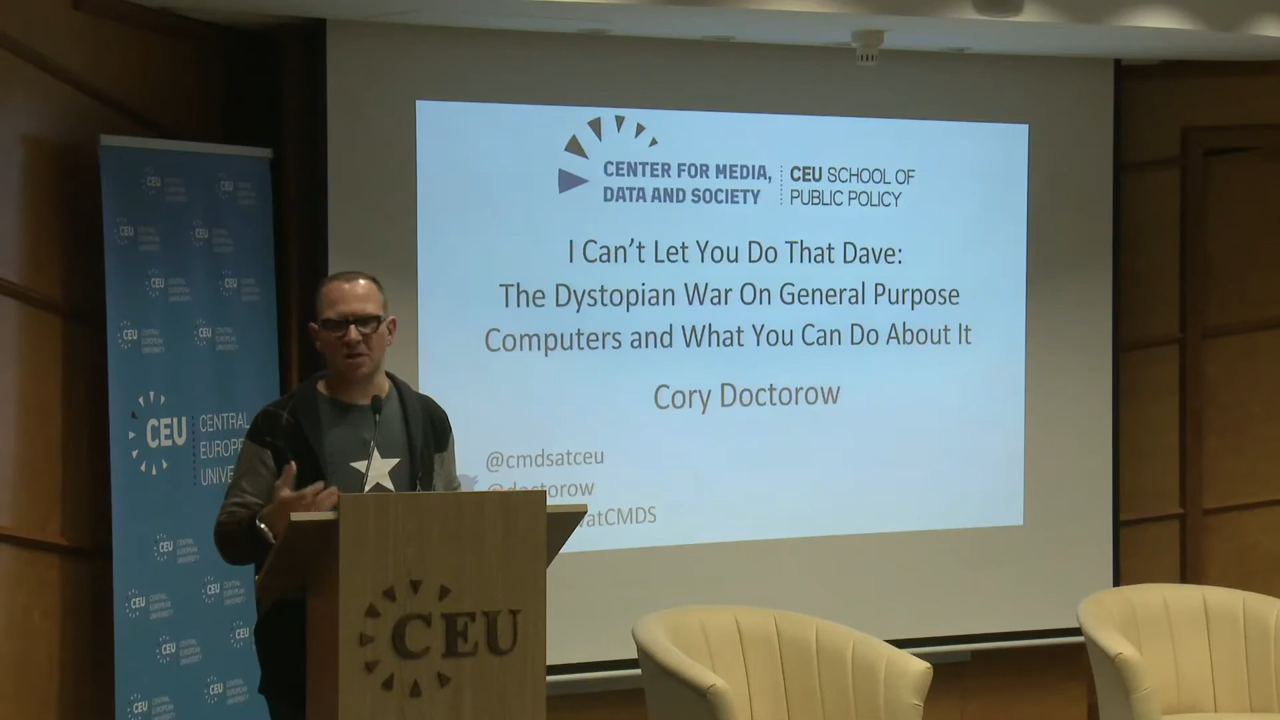 CENTER FOR MEDIA,
DATA AND SOCIETY
CEU SCHOOL OF
PUBLIC POLICY
I Can't Let You Do That Dave:
The Dystopian War On General Purpose
Computers and What You Can Do About It
Cory Doctorow
@cmdsatceu
@doctorow
vatCMDS
CEU
CENTRAL
EUROPE
UNIVE
CEU